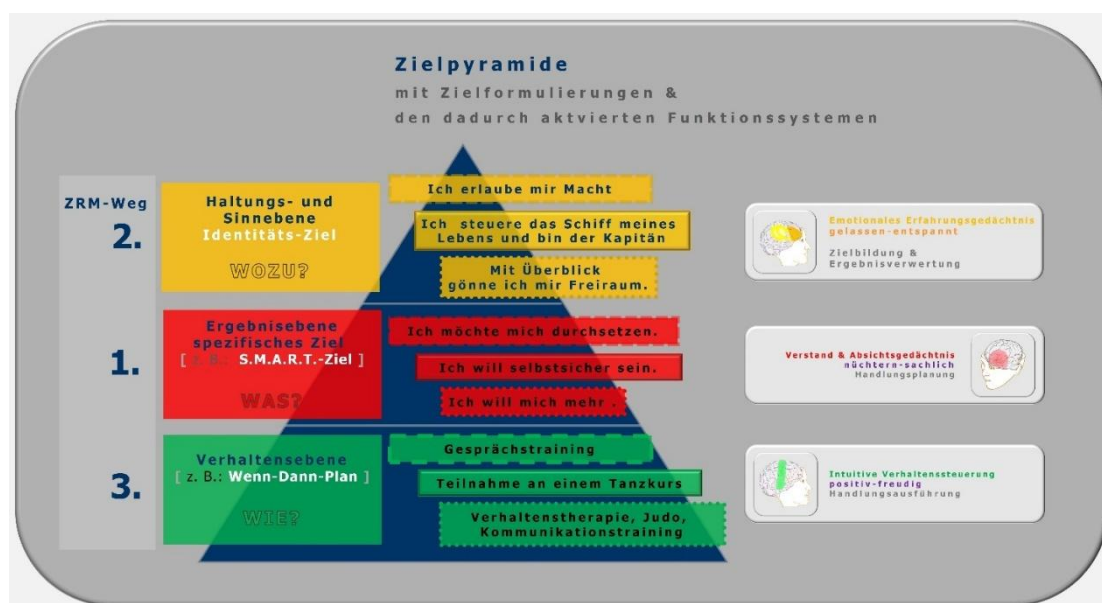 Zielpyramide
mit Zielformulierungen &
den dadurch aktvierten Funktionssystemen
ZRM-Weg
2.
Haltungs- und
Sinnebene
Identitäts-Ziel
WOZU?
Ich erlaube mir Macht
Ich steuere das Schiff meines
Lebens und bin der Kapitän
Mit Überblick
gönne ich mir Freiraum.
Emotionales Erfahrungsgedächtnis
gelassen-entspannt
Zielbildung &
Ergebnisverwertung
1.
Ergebnisebene
spezifisches Ziel
[ z. B.: S.M.A.R.T.-Ziel ]
WAS?
Ich möchte mich durchsetzen.
Ich will selbstsicher sein.
Ich will mich mehr .
Verstand & Absichtsgedächtnis
nüchtern-sachlich
Handlungsplanung
3.
Verhaltensebene
[ z. B.: Wenn-Dann-Plan ]
WIE?
Gesprächstraining
Teilnahme an einem Tanzkurs
Verhaltenstherapie, Judo,
Kommunikationstraining
Intuitive Verhaltenssteuerung
positiv-freudig
Handlungsausführung